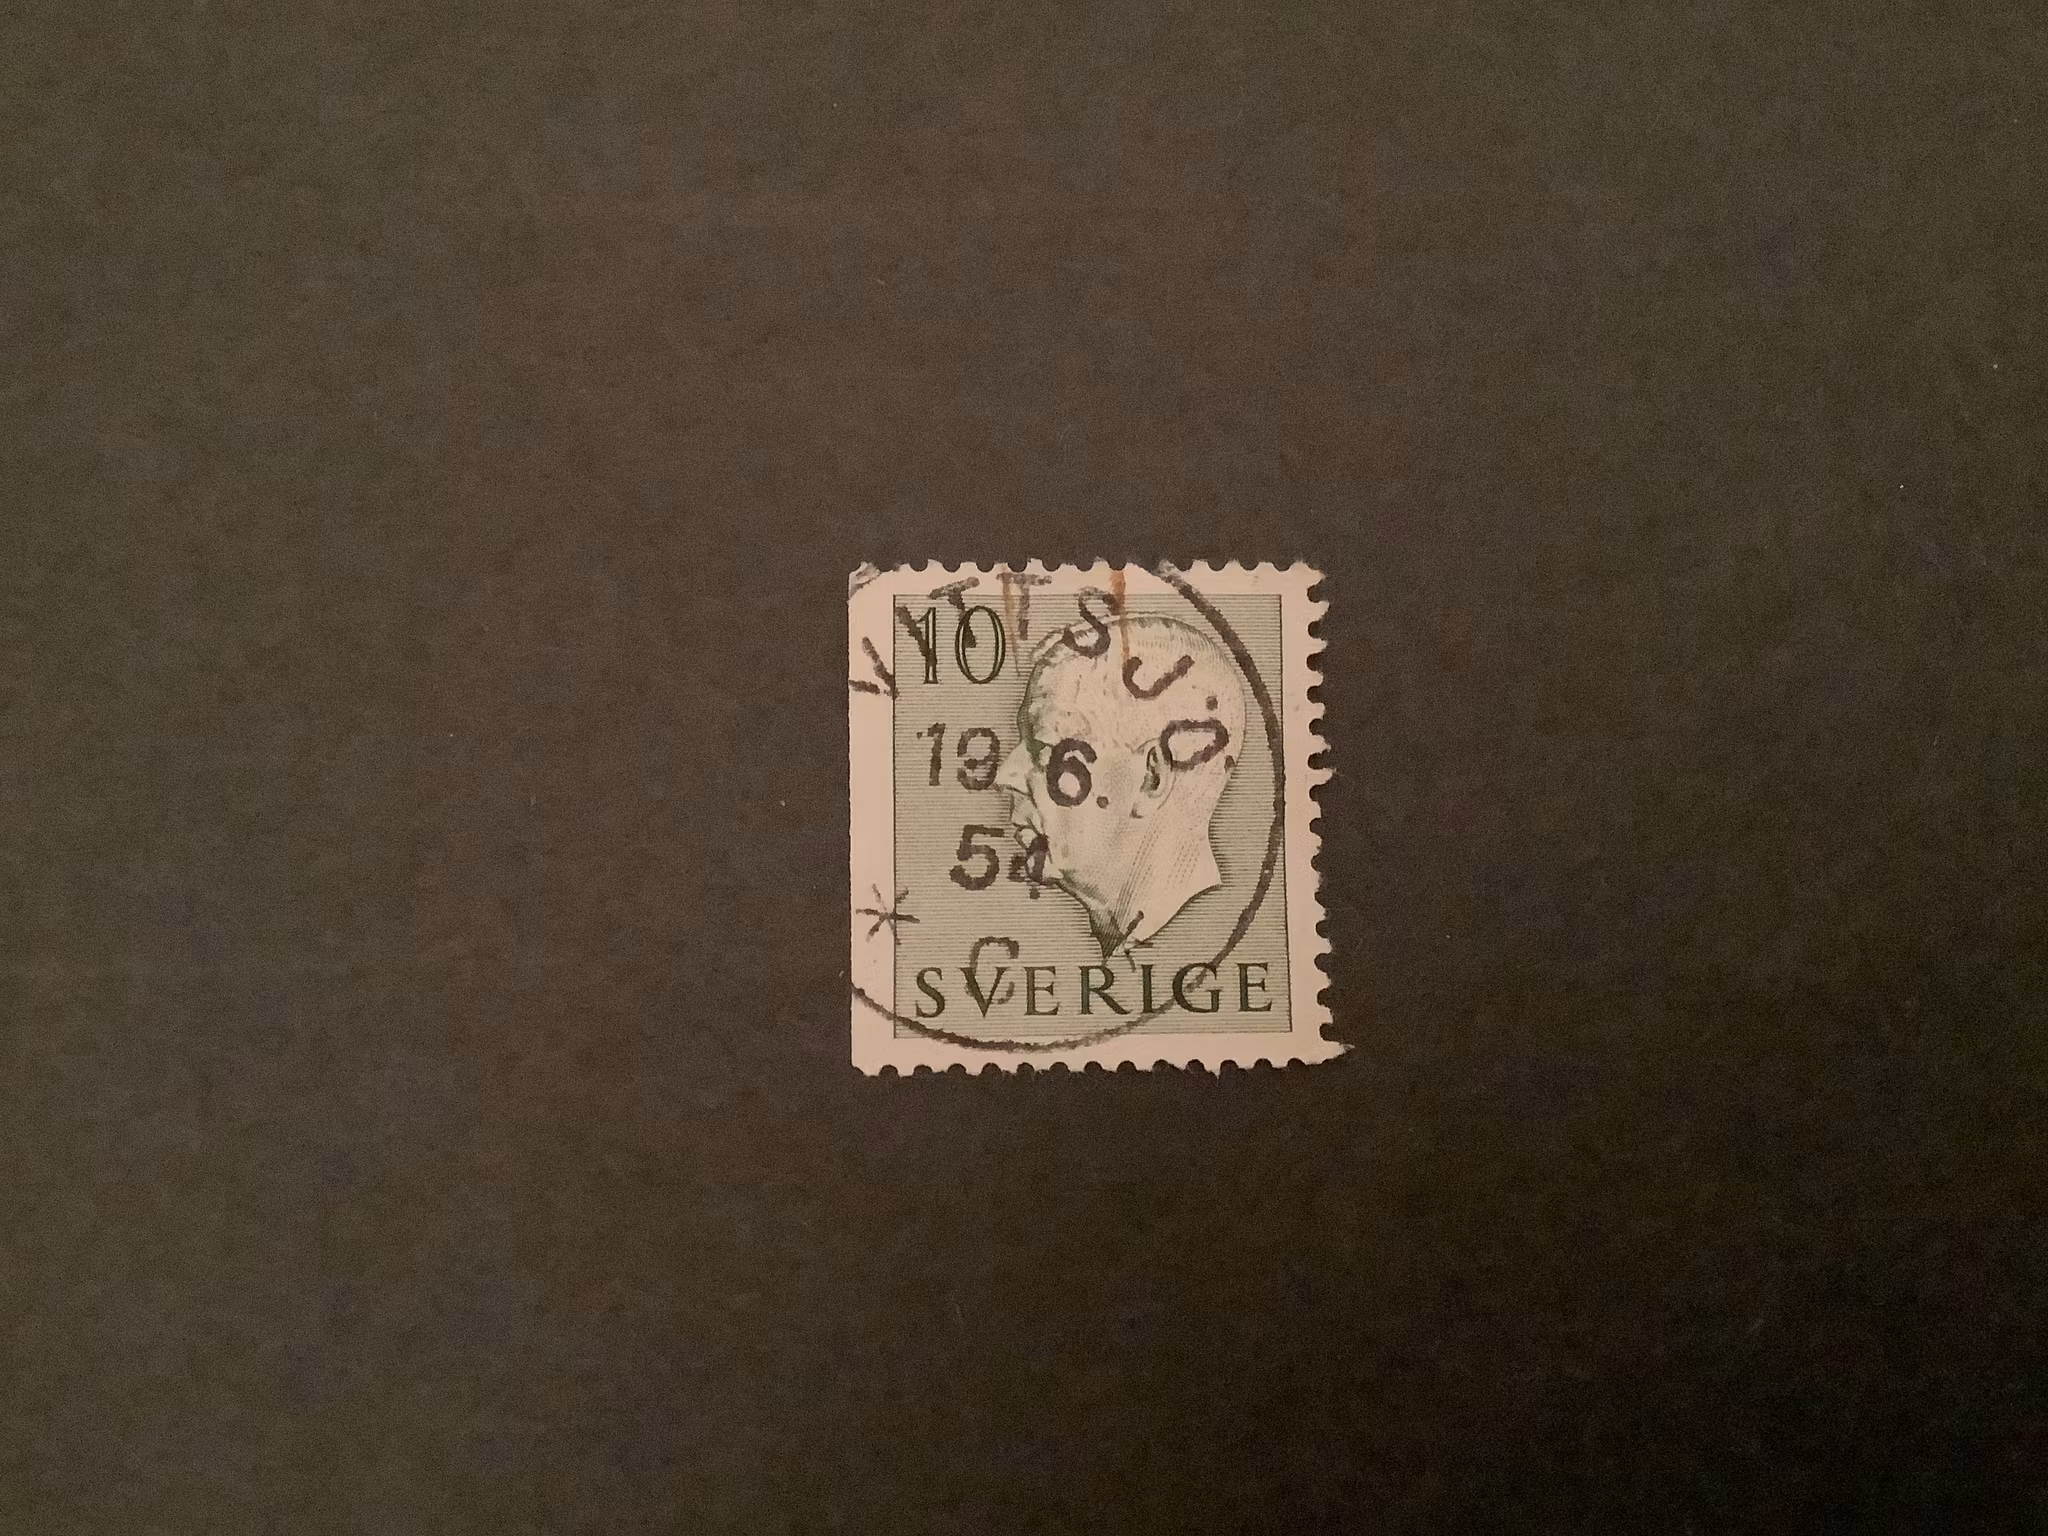 VITTSJÖ
10
19 6.
54
C
SVERIGE